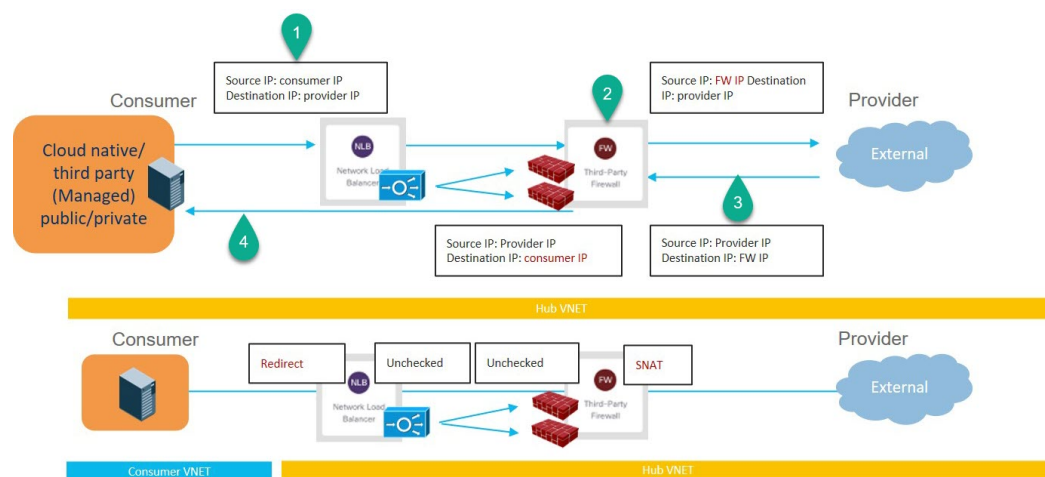 1
Source IP: consumer IP
Destination IP: provider IP
Consumer
Cloud native/
third party
(Managed)
public/private
NLB
Network Load
Balancer
2
FW
Third-Party
Firewall
Source IP: FW IP Destination
IP: provider IP
Provider
External
3
4
Source IP: Provider IP
Destination IP: consumer IP
Source IP: Provider IP
Destination IP: FW IP
Hub VNET
Consumer
Redirect
NLB
Network Load
Balancer
Unchecked
Unchecked
FW
Third-Party
Firewall
SNAT
Provider
External
Consumer VNET
Hub VNET